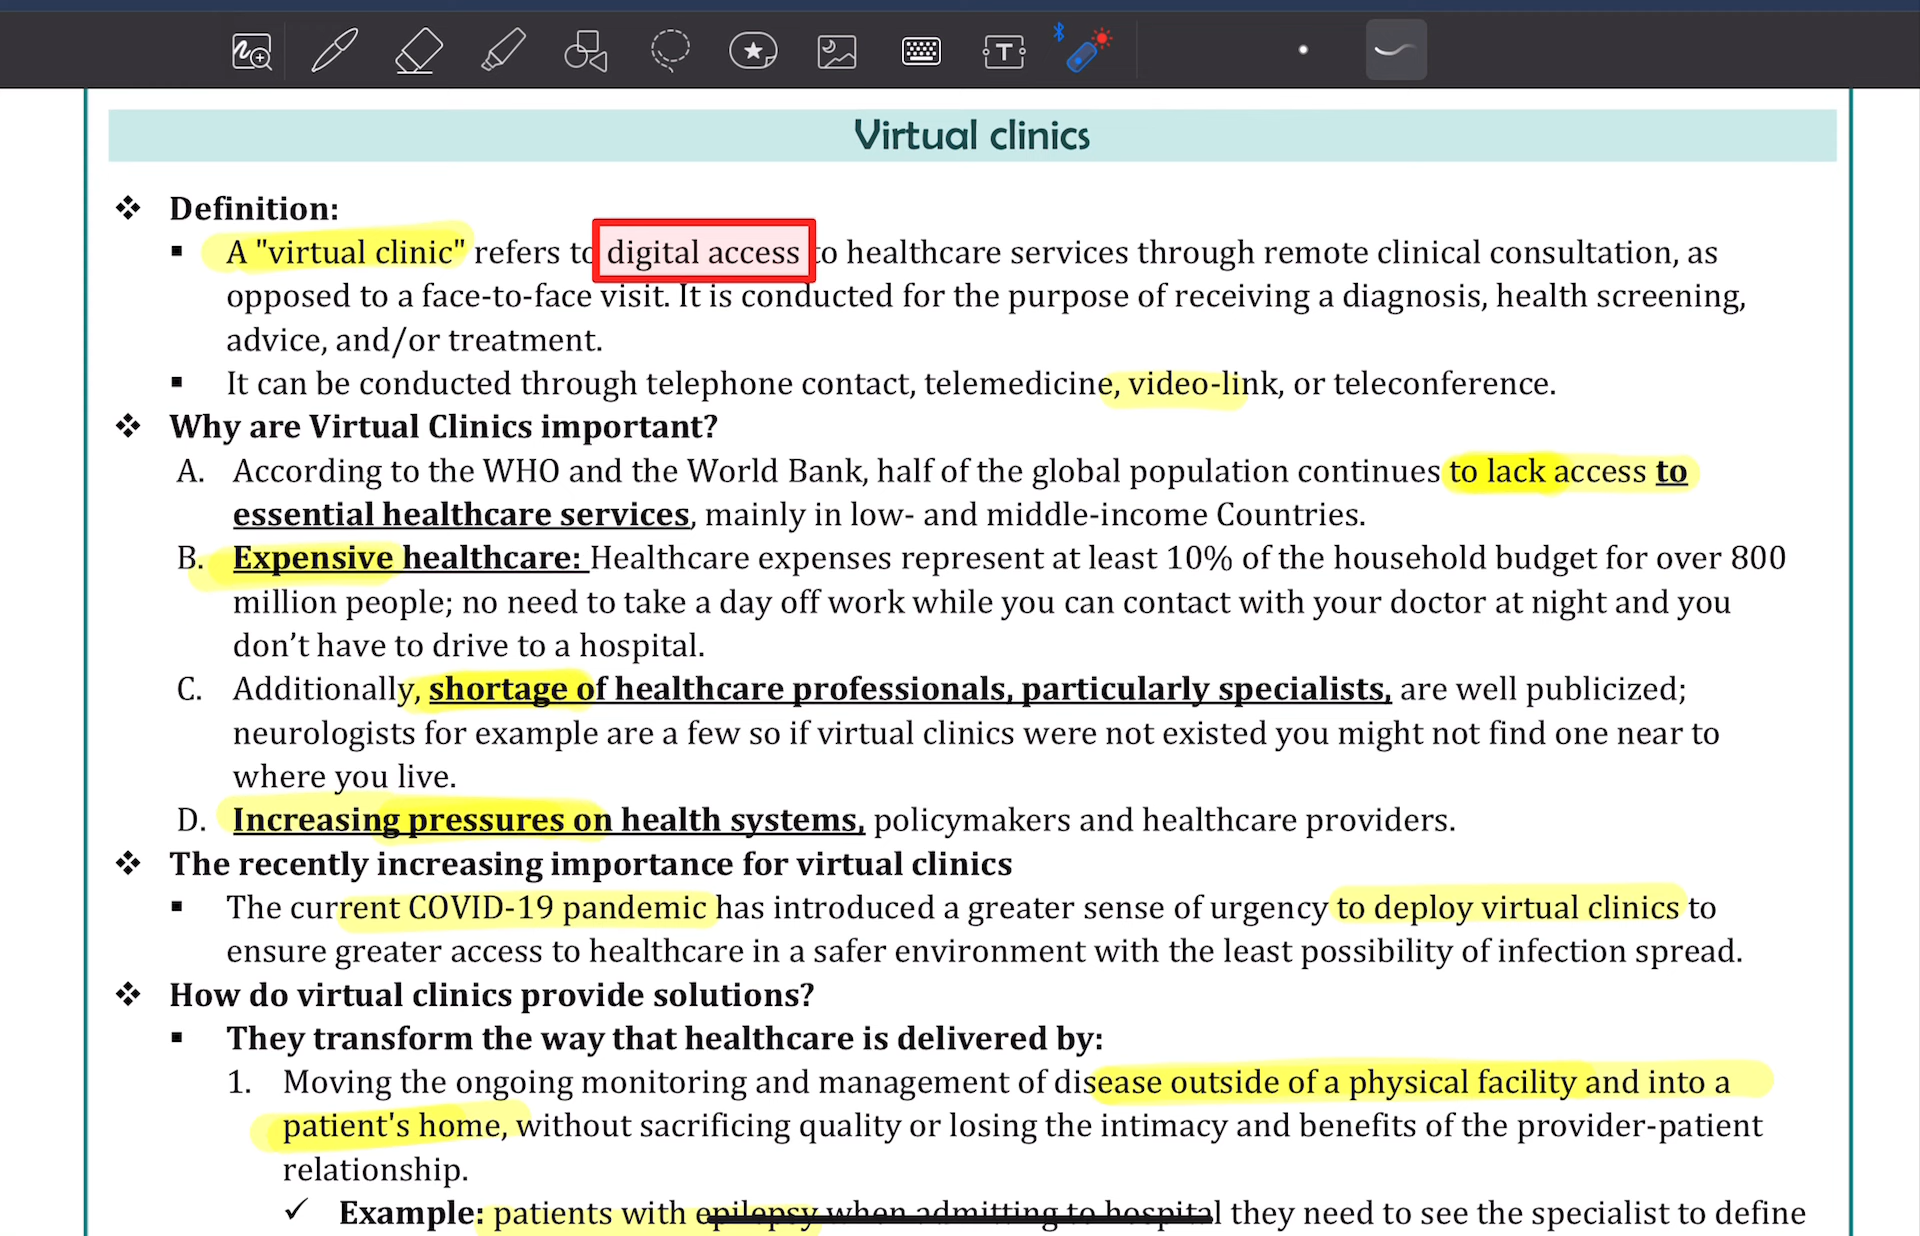 Virtual clinics
❖ Definition:
▪ A "virtual clinic" refers to digital access to healthcare services through remote clinical consultation, as
opposed to a face-to-face visit. It is conducted for the purpose of receiving a diagnosis, health screening,
advice, and/or treatment.
▪ It can be conducted through telephone contact, telemedicine, video-link, or teleconference.
❖ Why are Virtual Clinics important?
A. According to the WHO and the World Bank, half of the global population continues to lack access to
essential healthcare services, mainly in low- and middle-income Countries.
B. Expensive healthcare: Healthcare expenses represent at least 10% of the household budget for over 800
million people; no need to take a day off work while you can contact with your doctor at night and you
don’t have to drive to a hospital.
C. Additionally, shortage of healthcare professionals, particularly specialists, are well publicized;
neurologists for example are a few so if virtual clinics were not existed you might not find one near to
where you live.
D. Increasing pressures on health systems, policymakers and healthcare providers.
❖ The recently increasing importance for virtual clinics
▪ The current COVID-19 pandemic has introduced a greater sense of urgency to deploy virtual clinics to
ensure greater access to healthcare in a safer environment with the least possibility of infection spread.
❖ How do virtual clinics provide solutions?
▪ They transform the way that healthcare is delivered by:
1. Moving the ongoing monitoring and management of disease outside of a physical facility and into a
patient's home, without sacrificing quality or losing the intimacy and benefits of the provider-patient
relationship.
✓ Example: patients with epilepsy when admitting to hospital they need to see the specialist to define